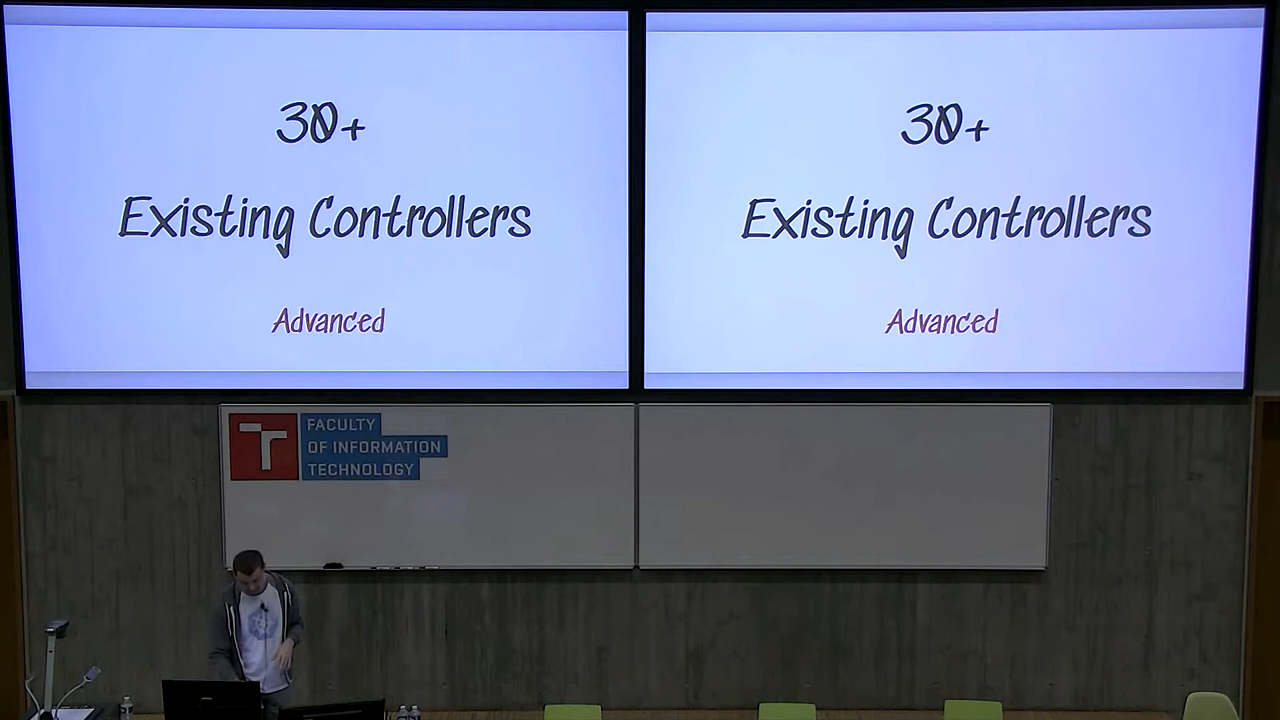 30+
Existing Controllers
Advanced
30+
Existing Controllers
Advanced
FACULTY
OF INFORMATION
TECHNOLOGY